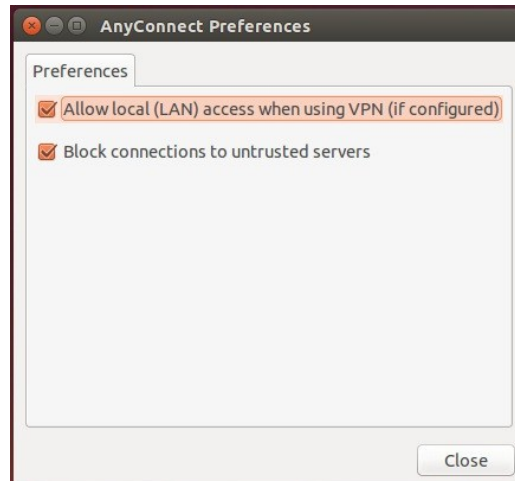 AnyConnect Preferences
Preferences
Allow local (LAN) access when using VPN (if configured)
Block connections to untrusted servers
Close